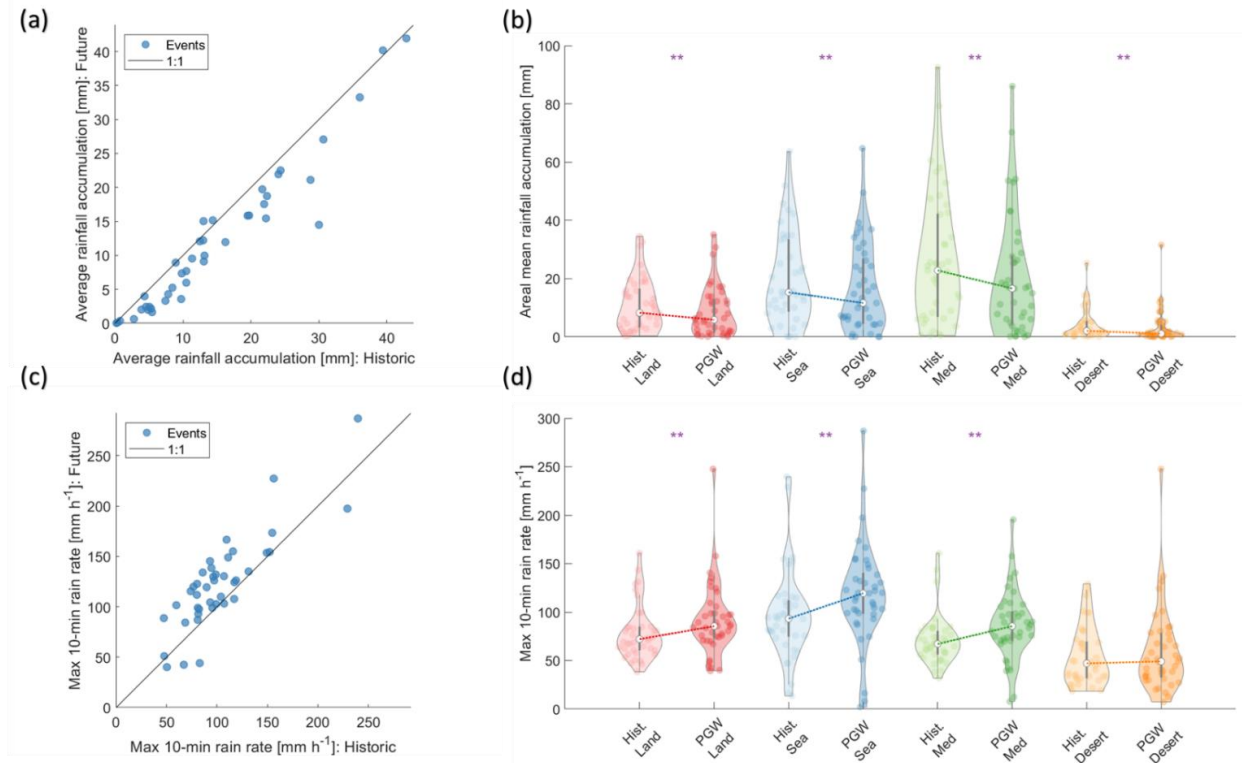 (a)
Average rainfall accumulation [mm]: Future
40
35
30
25
20
15
10
5
0
Events
1:1
0 10 20 30 40
Average rainfall accumulation [mm]: Historic
(b)
Areal mean rainfall accumulation [mm]
100
80
60
40
20
0
** ** ** **
Hist. Land
PGW Land
Hist. Sea
PGW Sea
Hist. Med
PGW Med
Hist. Desert
PGW Desert
(c)
Max 10-min rain rate [mm h-1]: Future
250
200
150
100
50
0
Events
1:1
0 50 100 150 200 250
Max 10-min rain rate [mm h-1]: Historic
(d)
Max 10-min rain rate [mm h-1]
300
250
200
150
100
50
0
** ** **
Hist. Land
PGW Land
Hist. Sea
PGW Sea
Hist. Med
PGW Med
Hist. Desert
PGW Desert